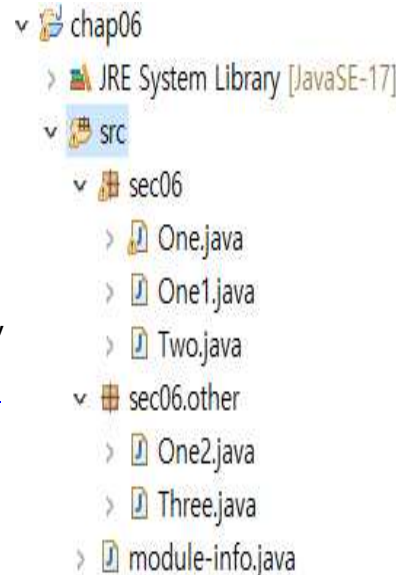 chap06
JRE System Library [JavaSE-17]
src
sec06
One.java
One1.java
Two.java
sec06.other
One2.java
Three.java
module-info.java